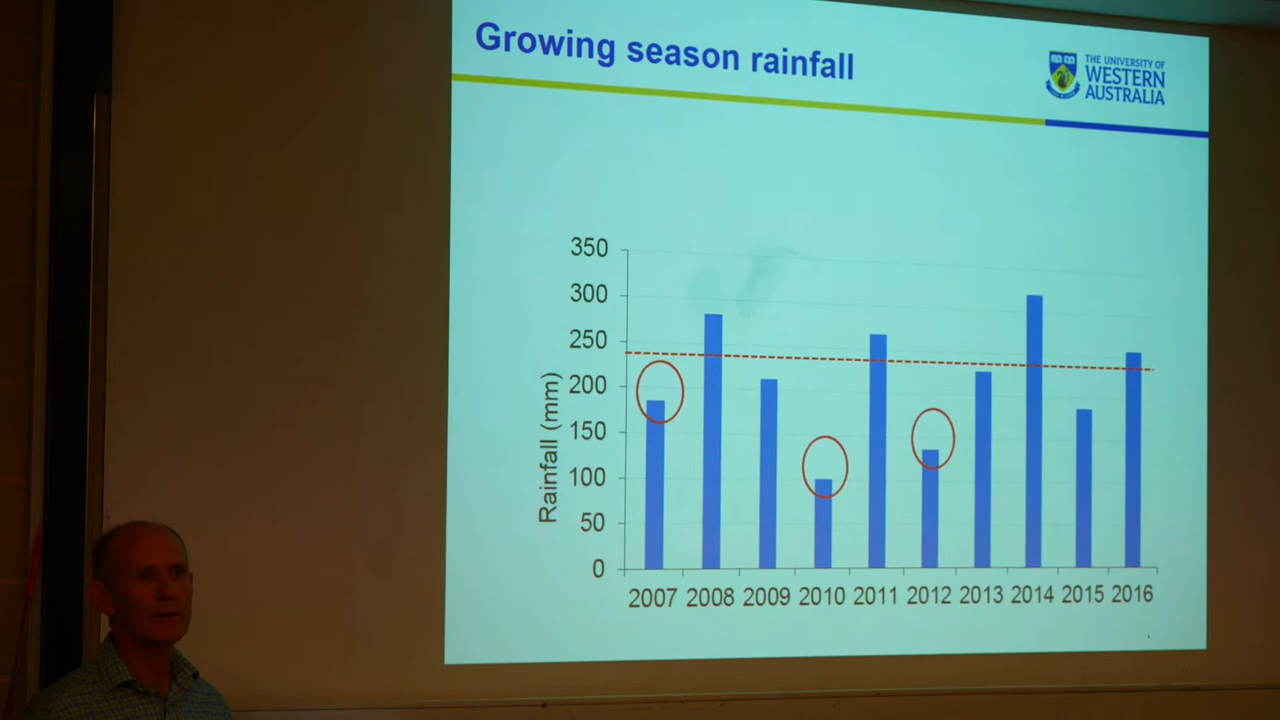 Growing season rainfall
THE UNIVERSITY OF
WESTERN
AUSTRALIA
350
300
250
200
150
100
50
0
Rainfall (mm)
2007 2008 2009 2010 2011 2012 2013 2014 2015 2016